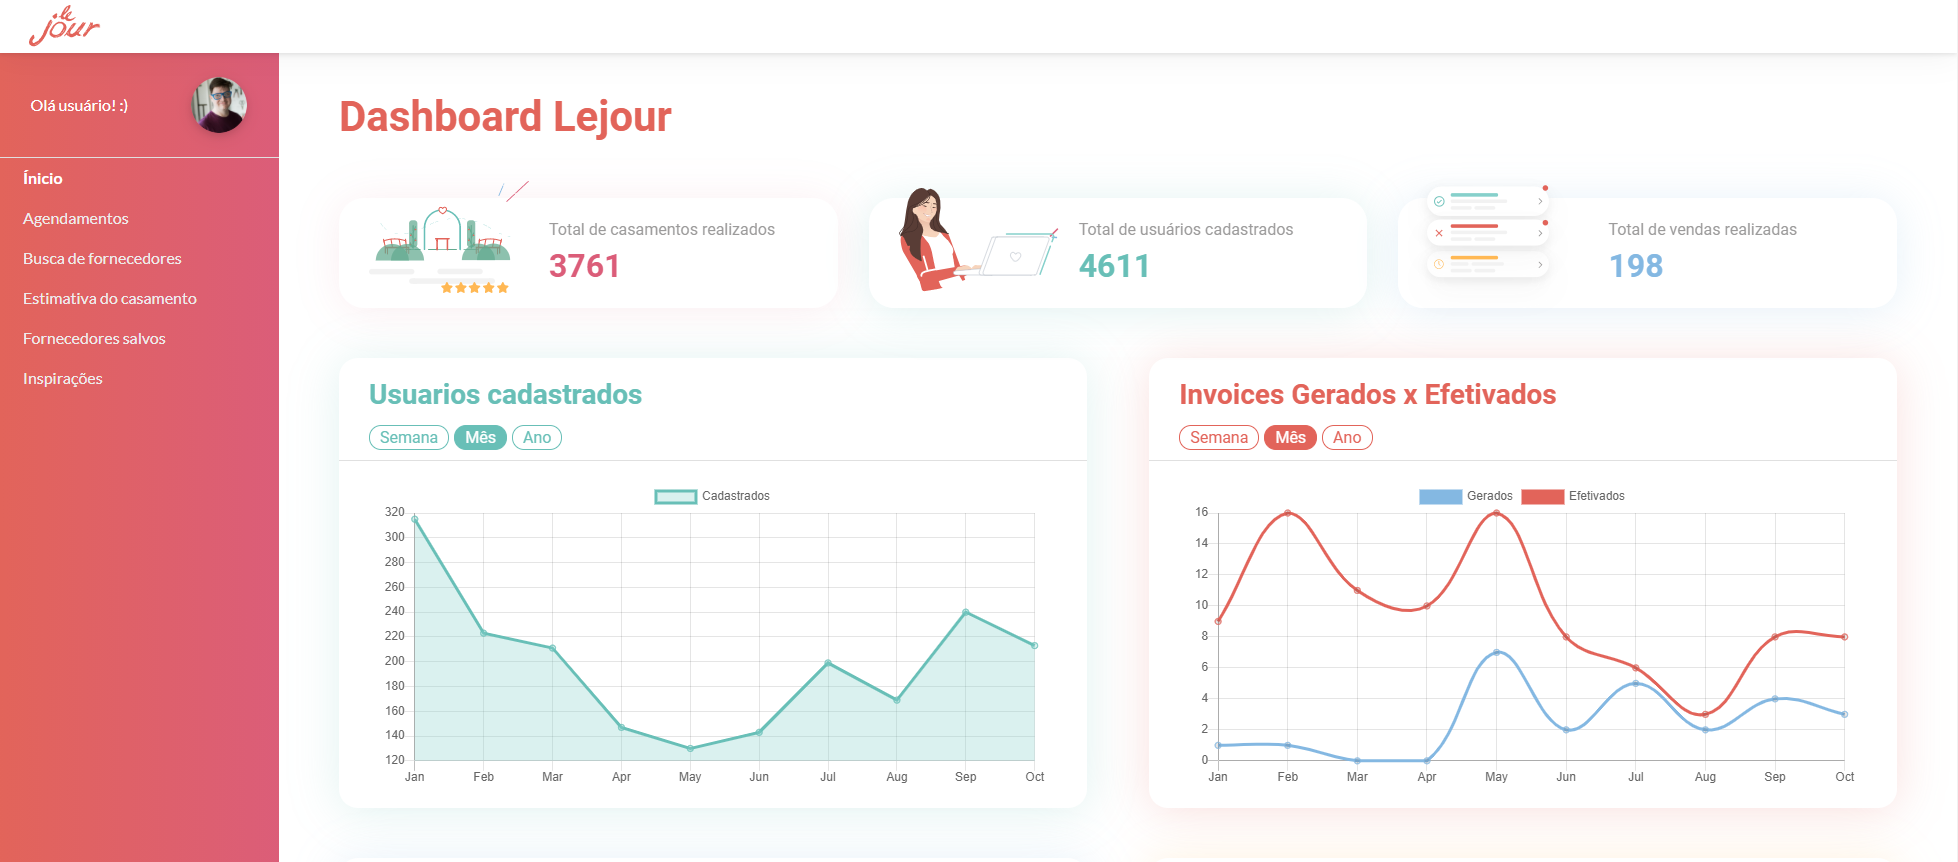 le jour
Olá usuário! :)
Ínicio
Agendamentos
Busca de fornecedores
Estimativa do casamento
Fornecedores salvos
Inspirações
Dashboard Lejour
Total de casamentos realizados
3761
Total de usuários cadastrados
4611
Total de vendas realizadas
198
Usuarios cadastrados
Semana Mês Ano
Cadastrados
320
300
280
260
240
220
200
180
160
140
120
Jan Feb Mar Apr May Jun Jul Aug Sep Oct
Invoices Gerados x Efetivados
Semana Mês Ano
Gerados Efetivados
16
14
12
10
8
6
4
2
0
Jan Feb Mar Apr May Jun Jul Aug Sep Oct